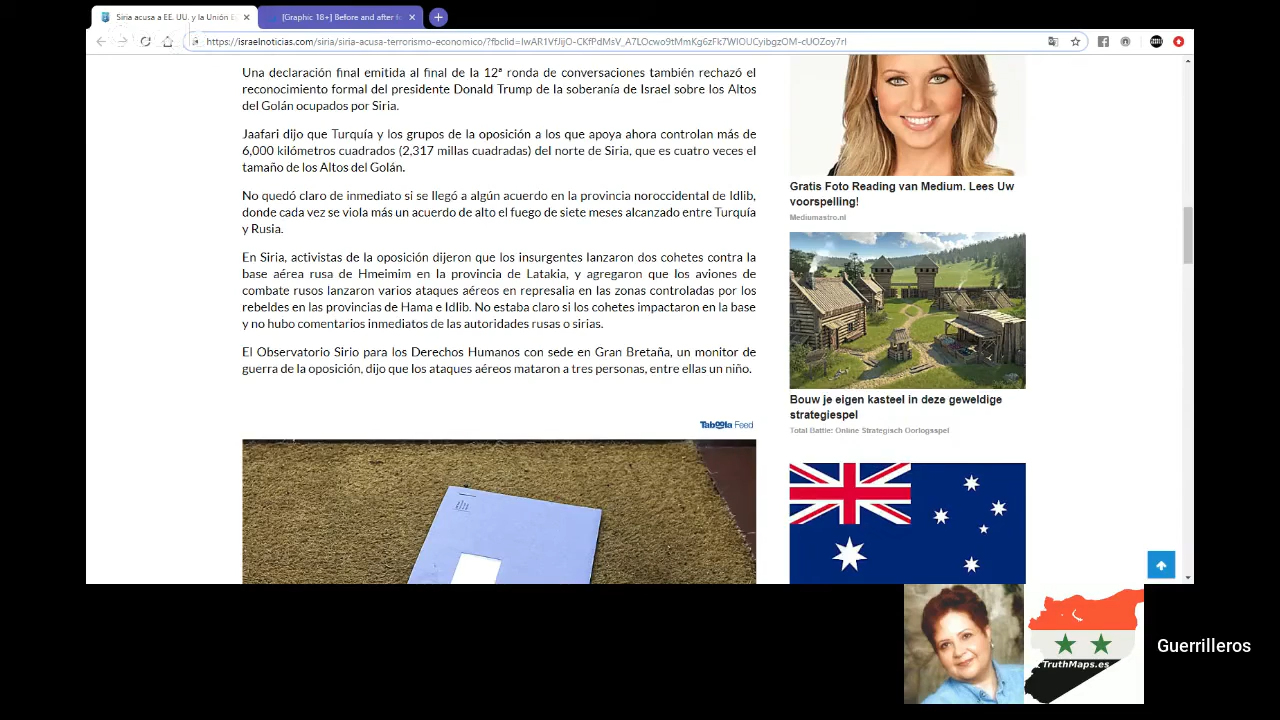 Siria acusa a EE. UU. y la Unión E
[Graphic 18+] Before and after fo
https://israelnoticias.com/siria/siria-acusa-terrorismo-economico/?fbclid=IwAR1VfJijO-CKfPdMsV_A7LOcwo9tMmKg6zFk7WIOUCyibgzOM-cUOZoy7rI
Una declaración final emitida al final de la 12ª ronda de conversaciones también rechazó el
reconocimiento formal del presidente Donald Trump de la soberanía de Israel sobre los Altos
del Golán ocupados por Siria.
Jaafari dijo que Turquía y los grupos de la oposición a los que apoya ahora controlan más de
6,000 kilómetros cuadrados (2,317 millas cuadradas) del norte de Siria, que es cuatro veces el
tamaño de los Altos del Golán.
No quedó claro de inmediato si se llegó a algún acuerdo en la provincia noroccidental de Idlib,
donde cada vez se viola más un acuerdo de alto el fuego de siete meses alcanzado entre Turquía
y Rusia.
En Siria, activistas de la oposición dijeron que los insurgentes lanzaron dos cohetes contra la
base aérea rusa de Hmeimim en la provincia de Latakia, y agregaron que los aviones de
combate rusos lanzaron varios ataques aéreos en represalia en las zonas controladas por los
rebeldes en las provincias de Hama e Idlib. No estaba claro si los cohetes impactaron en la base
y no hubo comentarios inmediatos de las autoridades rusas o sirias.
El Observatorio Sirio para los Derechos Humanos con sede en Gran Bretaña, un monitor de
guerra de la oposición, dijo que los ataques aéreos mataron a tres personas, entre ellas un niño.
Taboola Feed
Gratis Foto Reading van Medium. Lees Uw
voorspelling!
Mediumastro.nl
Bouw je eigen kasteel in deze geweldige
strategiespel
Total Battle: Online Strategisch Oorlogsspel
TruthMaps.es
Guerrilleros